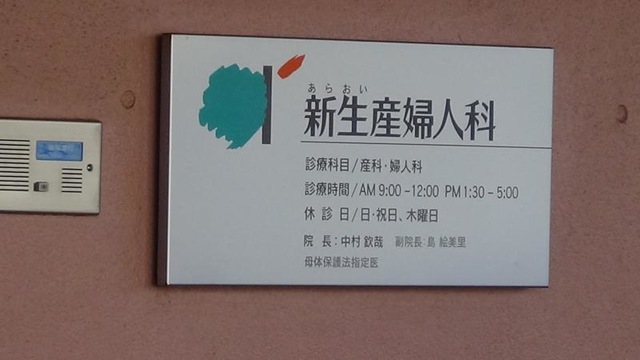 あらおい
新生産婦人科
診療科目/産科・婦人科
診療時間/AM 9:00-12:00 PM 1:30-5:00
休診日/日・祝日、木曜日
院長:中村 欽哉 副院長:島 絵美里
母体保護法指定医